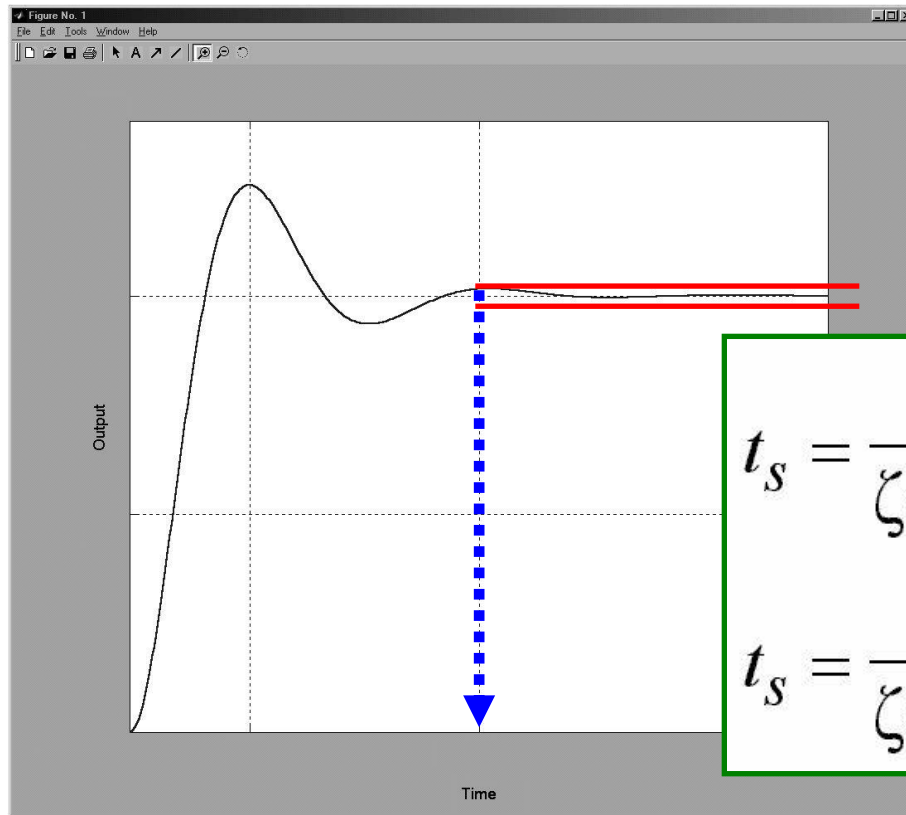 Figure No. 1
File Edit Tools Window Help
A
Output
t_s = ζ
t_s = ζ
Time